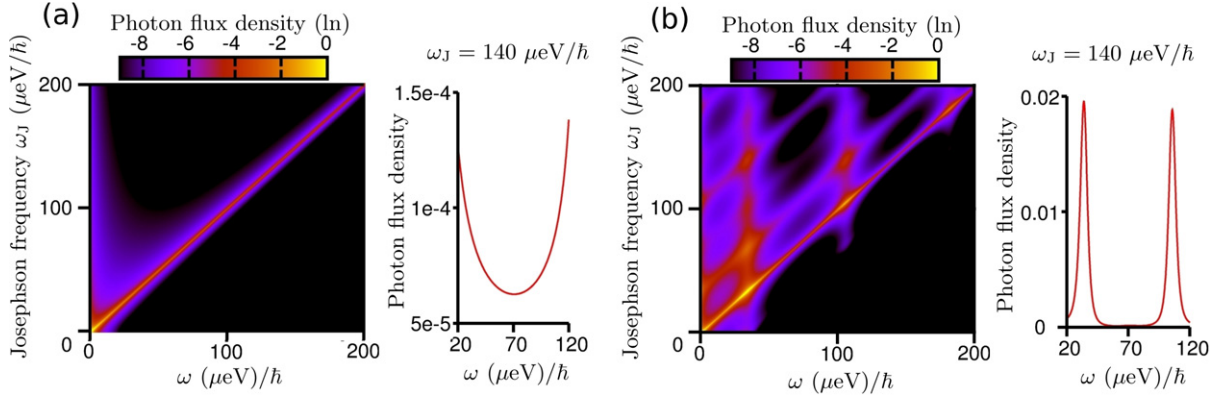 (a)
Photon flux density (ln)
-8 -6 -4 -2 0
Josephson frequency ωJ (μeV/ħ)
200
100
0
0 100 200
ω (μeV)/ħ
ωJ = 140 μeV/ħ
Photon flux density
1.5e-4
1e-4
5e-5
20 70 120
ω (μeV)/ħ
(b)
Photon flux density (ln)
-8 -6 -4 -2 0
Josephson frequency ωJ (μeV/ħ)
200
100
0
0 100 200
ω (μeV)/ħ
ωJ = 140 μeV/ħ
Photon flux density
0.02
0.01
0
20 70 120
ω (μeV)/ħ